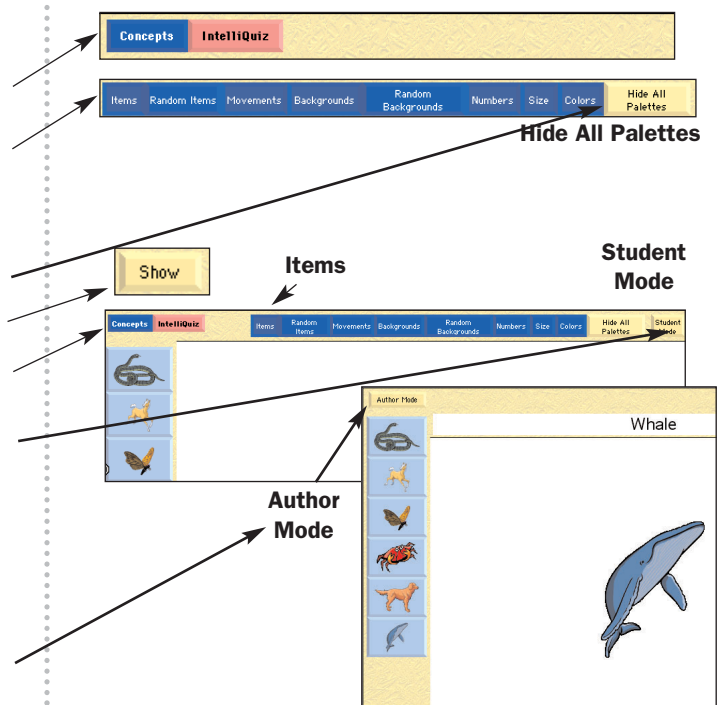 Concepts IntelliQuiz
Items Random Items Movements Backgrounds Random Backgrounds Numbers Size Colors Hide All Palettes
Hide All Palettes
Show
Items
Student
Mode
Concepts IntelliQuiz Items Random Items Movements Backgrounds Random Backgrounds Numbers Size Colors Hide All Palettes Student Mode
Author Mode
Whale
Author
Mode